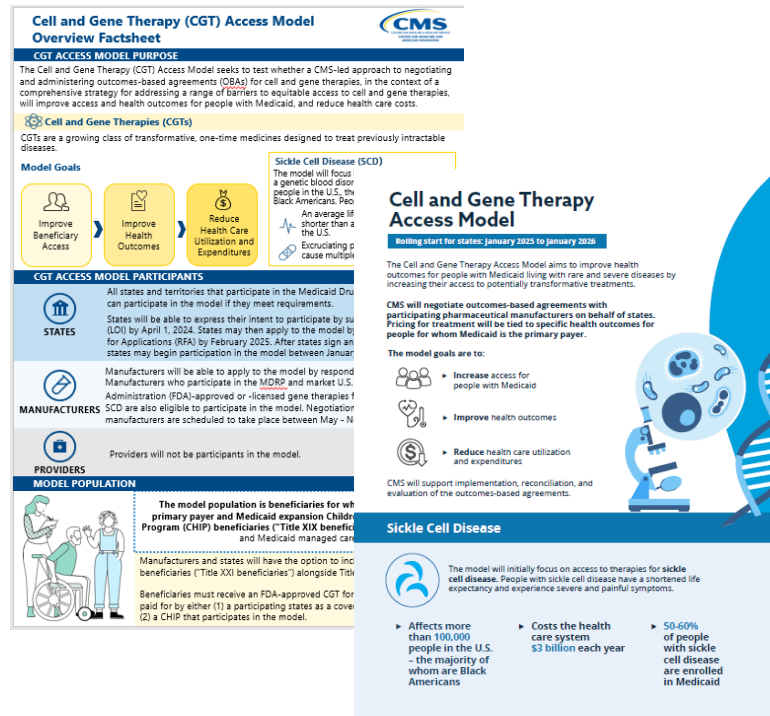 Cell and Gene Therapy (CGT) Access Model
Overview Factsheet
CMS
CENTER FOR MEDICARE AND MEDICAID INNOVATION
CGT ACCESS MODEL PURPOSE
The Cell and Gene Therapy (CGT) Access Model seeks to test whether a CMS-led approach to negotiating
and administering outcomes-based agreements (OBAs) for cell and gene therapies, in the context of a
comprehensive strategy for addressing a range of barriers to equitable access to cell and gene therapies,
will improve access and health outcomes for people with Medicaid, and reduce health care costs.
Cell and Gene Therapies (CGTs)
CGTs are a growing class of transformative, one-time medicines designed to treat previously intractable
diseases.
Model Goals
Improve
Beneficiary
Access
Improve
Health
Outcomes
Reduce
Health Care
Utilization and
Expenditures
Sickle Cell Disease (SCD)
The model will focus
a genetic blood disor
people in the U.S., the
Black Americans. Peop
An average lif
shorter than a
the U.S.
Excruciating p
cause multiple
CGT ACCESS MODEL PARTICIPANTS
STATES
All states and territories that participate in the Medicaid Dru
can participate in the model if they meet requirements.
States will be able to express their intent to participate by su
(LOI) by April 1, 2024. States may then apply to the model by
for Applications (RFA) by February 2025. After states sign an
states may begin participation in the model between Januar
MANUFACTURERS
Manufacturers will be able to apply to the model by respond
Manufacturers who participate in the MDRP and market U.S.
Administration (FDA)-approved or -licensed gene therapies f
SCD are also eligible to participate in the model. Negotiation
manufacturers are scheduled to take place between May - N
PROVIDERS
Providers will not be participants in the model.
MODEL POPULATION
The model population is beneficiaries for wh
primary payer and Medicaid expansion Childre
Program (CHIP) beneficiaries ("Title XIX benefici
and Medicaid managed care
Manufacturers and states will have the option to incl
beneficiaries ("Title XXI beneficiaries") alongside Title
Beneficiaries must receive an FDA-approved CGT for
paid for by either (1) a participating states as a cove
(2) a CHIP that participates in the model.
Cell and Gene Therapy
Access Model
Rolling start for states: January 2025 to January 2026
The Cell and Gene Therapy Access Model aims to improve health
outcomes for people with Medicaid living with rare and severe diseases by
increasing their access to potentially transformative treatments.
CMS will negotiate outcomes-based agreements with
participating pharmaceutical manufacturers on behalf of states.
Pricing for treatment will be tied to specific health outcomes for
people for whom Medicaid is the primary payer.
The model goals are to:
Increase access for
people with Medicaid
Improve health outcomes
Reduce health care utilization
and expenditures
CMS will support implementation, reconciliation, and
evaluation of the outcomes-based agreements.
Sickle Cell Disease
The model will initially focus on access to therapies for sickle
cell disease. People with sickle cell disease have a shortened life
expectancy and experience severe and painful symptoms.
Affects more
than 100,000
people in the U.S.
– the majority of
whom are Black
Americans
Costs the health
care system
$3 billion each year
50-60%
of people
with sickle
cell disease
are enrolled
in Medicaid